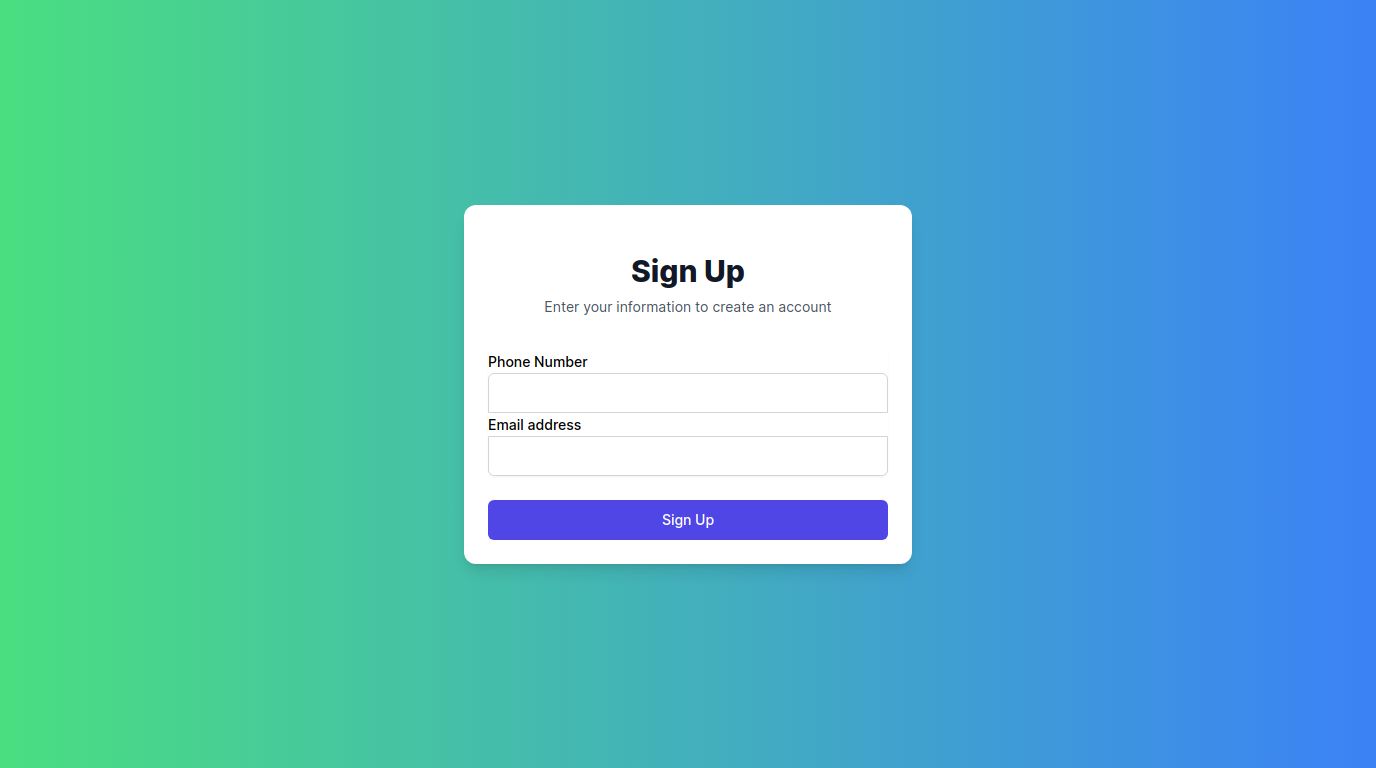 Sign Up
Enter your information to create an account
Phone Number
Email address
Sign Up